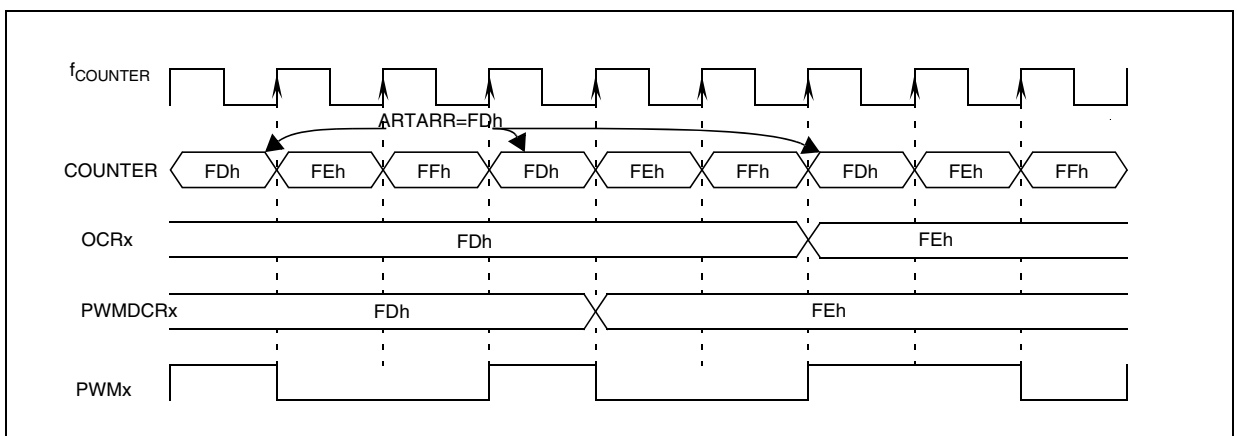 fCOUNTER
ARTARR=FDh
COUNTER FDh FEh FFh FDh FEh FFh FDh FEh FFh
OCRx FDh FEh
PWMDCRx FDh FEh
PWMx